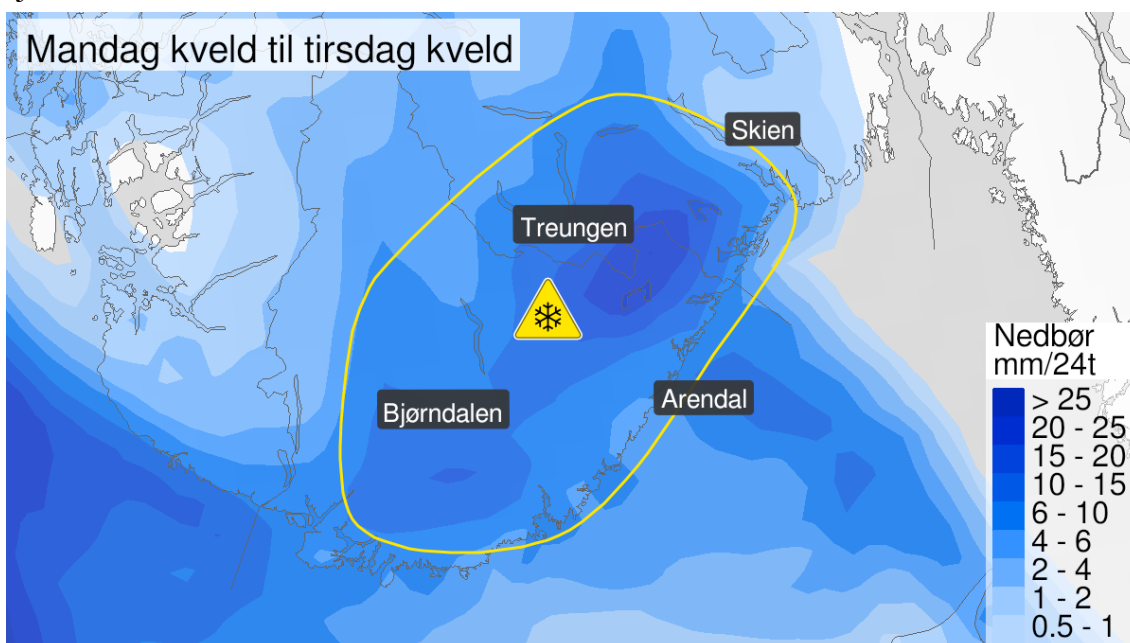 Mandag kveld til tirsdag kveld
Skien
Treungen
Bjørndalen
Arendal
Nedbør
mm/24t
> 25
20 - 25
15 - 20
10 - 15
6 - 10
4 - 6
2 - 4
1 - 2
0.5 - 1